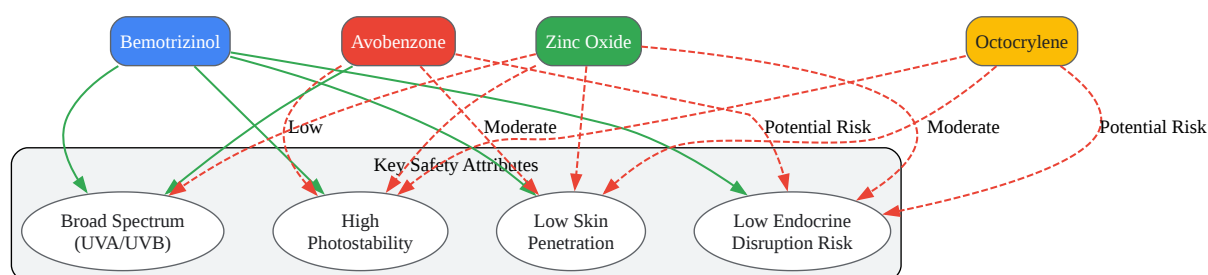 Bemotrizinol
Avobenzone
Zinc Oxide
Octocrylene
Low
Moderate
Potential Risk
Moderate
Potential Risk
Key Safety Attributes
Broad Spectrum
(UVA/UVB)
High
Photostability
Low Skin
Penetration
Low Endocrine
Disruption Risk